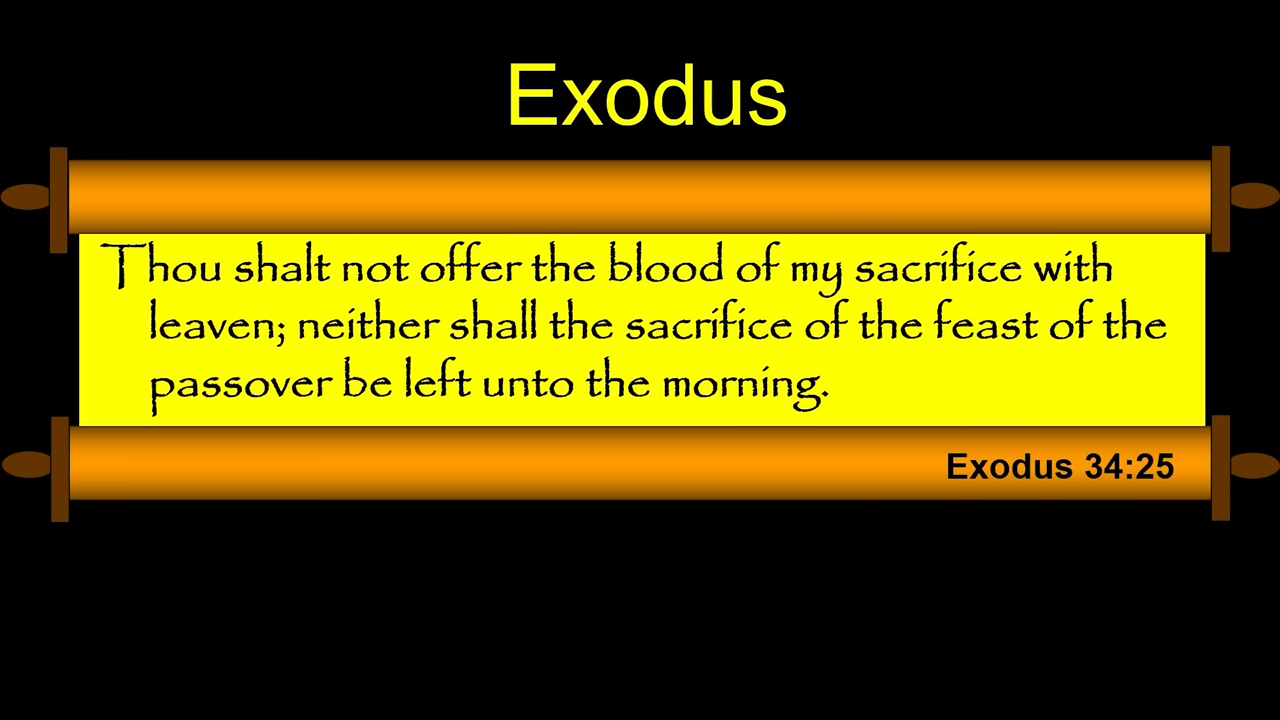 Exodus
Thou shalt not offer the blood of my sacrifice with
leaven; neither shall the sacrifice of the feast of the
passover be left unto the morning.
Exodus 34:25